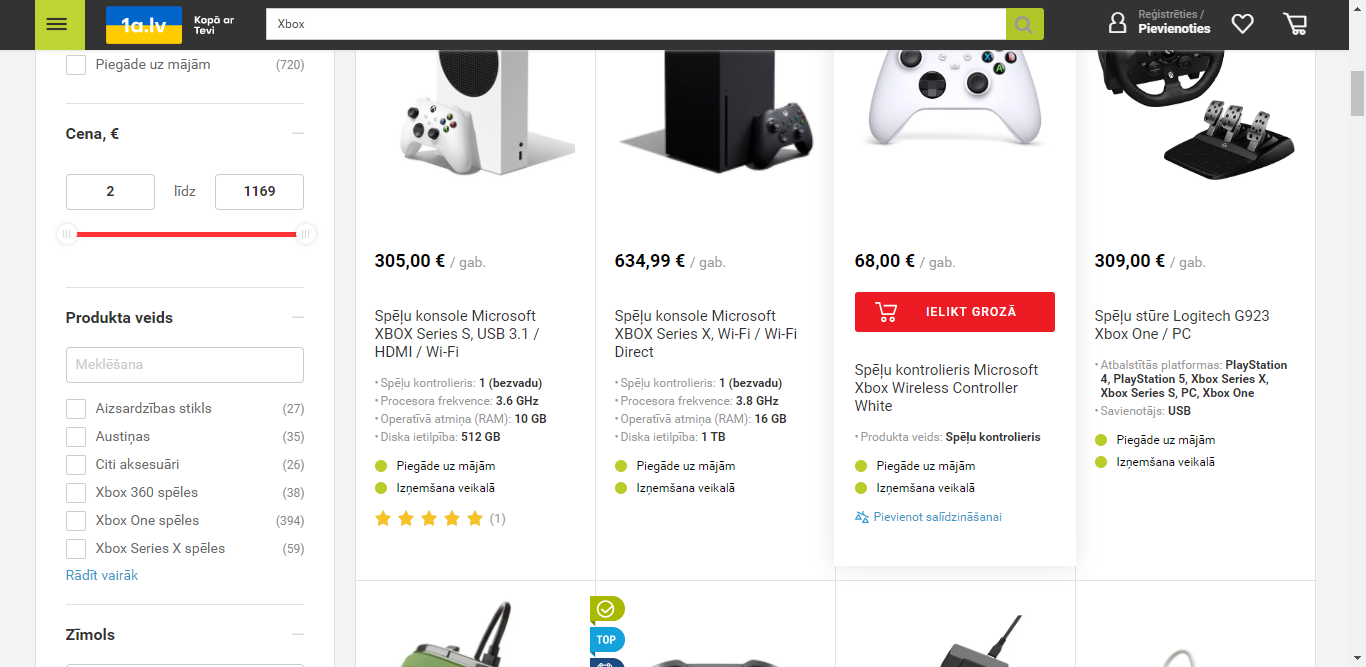 1a.lv
Kopā ar
Tevi
Xbox
Reģistrēties /
Pievienoties
Piegāde uz mājām (720)
Cena, €
2 līdz 1169
Produkta veids
Meklēšana
Aizsardzības stikls (27)
Austiņas (35)
Citi aksesuāri (26)
Xbox 360 spēles (38)
Xbox One spēles (394)
Xbox Series X spēles (59)
Rādīt vairāk
Zīmols
305,00 € / gab.
Spēļu konsole Microsoft
XBOX Series S, USB 3.1 /
HDMI / Wi-Fi
• Spēļu kontrolieris: 1 (bezvadu)
• Procesora frekvence: 3.6 GHz
• Operatīvā atmiņa (RAM): 10 GB
• Diska ietilpība: 512 GB
Piegāde uz mājām
Izņemšana veikalā
(1)
634,99 € / gab.
Spēļu konsole Microsoft
XBOX Series X, Wi-Fi / Wi-Fi
Direct
• Spēļu kontrolieris: 1 (bezvadu)
• Procesora frekvence: 3.8 GHz
• Operatīvā atmiņa (RAM): 16 GB
• Diska ietilpība: 1 TB
Piegāde uz mājām
Izņemšana veikalā
X
A
68,00 € / gab.
IELIKT GROZĀ
Spēļu kontrolieris Microsoft
Xbox Wireless Controller
White
• Produkta veids: Spēļu kontrolieris
Piegāde uz mājām
Izņemšana veikalā
Pievienot salīdzināšanai
309,00 € / gab.
Spēļu stūre Logitech G923
Xbox One / PC
• Atbalstītās platformas: PlayStation
4, PlayStation 5, Xbox Series X,
Xbox Series S, PC, Xbox One
• Savienotājs: USB
Piegāde uz mājām
Izņemšana veikalā
TOP